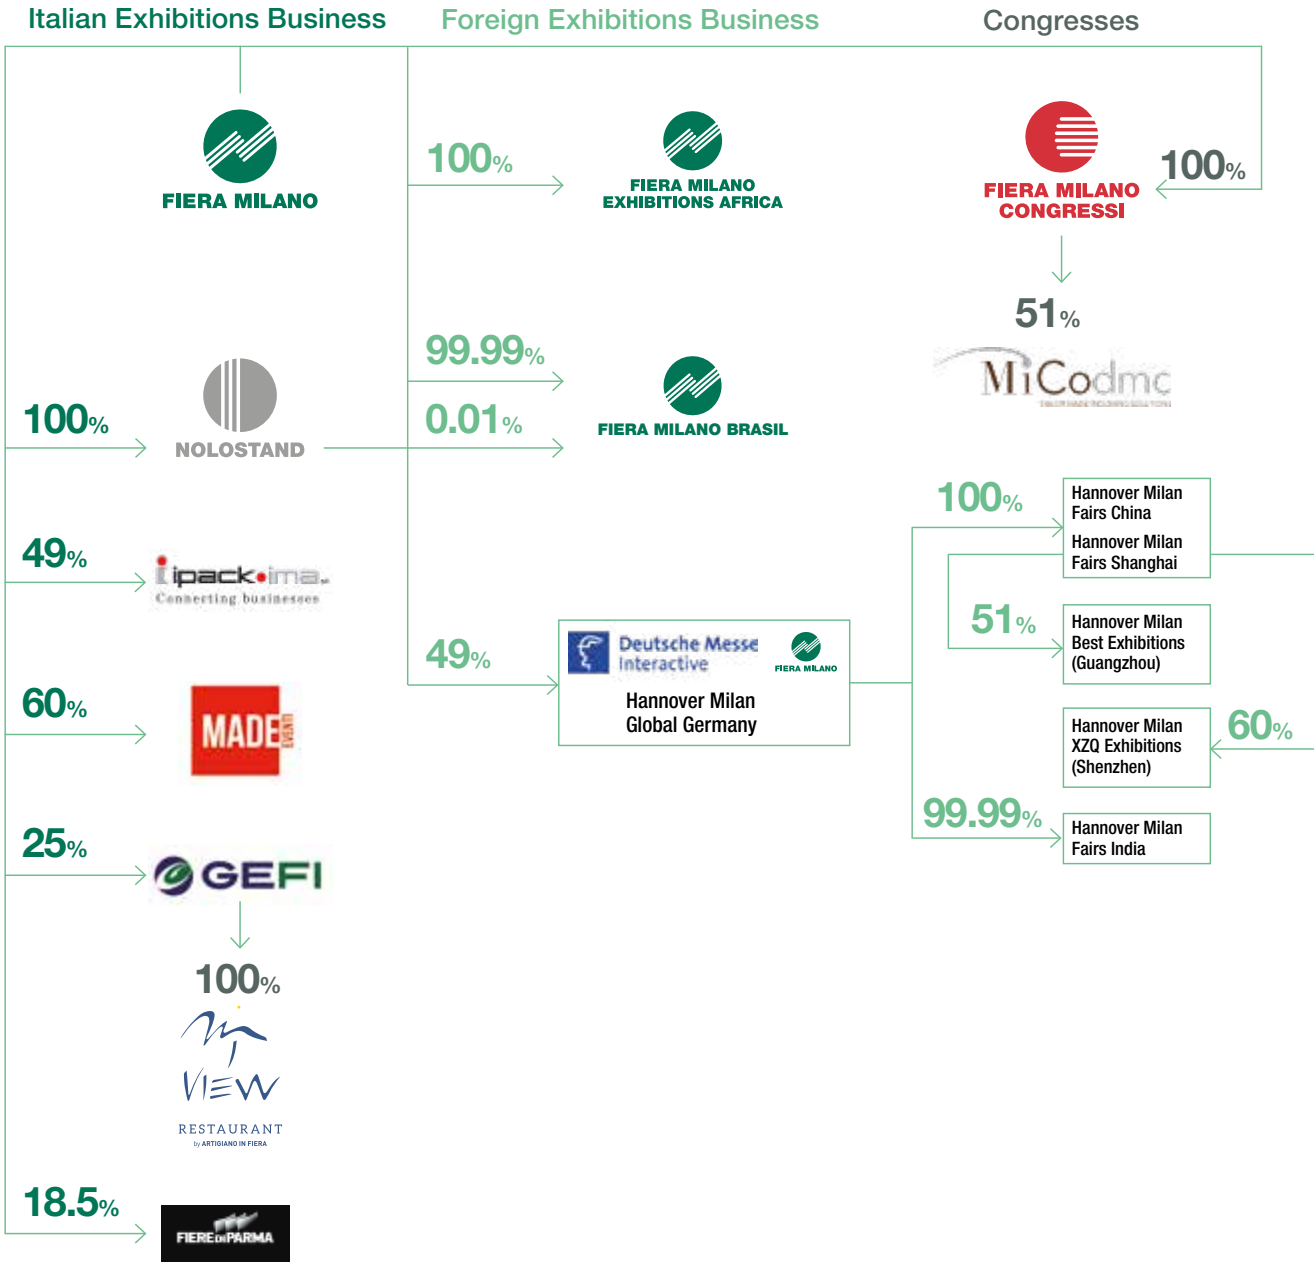 Italian Exhibitions Business
Foreign Exhibitions Business
Congresses
FIERA MILANO
100%
FIERA MILANO
EXHIBITIONS AFRICA
FIERA MILANO
CONGRESSI
100%
51%
MiCodmc
99.99%
0.01%
FIERA MILANO BRASIL
100%
NOLOSTAND
49%
ipack-ima
Connecting businesses
60%
MADE
EVENTI
25%
GEFI
100%
mi
VIEW
RESTAURANT
by ARTIGIANO IN FIERA
18.5%
FIERE DI PARMA
49%
Deutsche Messe
Interactive
FIERA MILANO
Hannover Milan
Global Germany
100%
Hannover Milan
Fairs China
Hannover Milan
Fairs Shanghai
51%
Hannover Milan
Best Exhibitions
(Guangzhou)
Hannover Milan
XZQ Exhibitions
(Shenzhen)
60%
99.99%
Hannover Milan
Fairs India